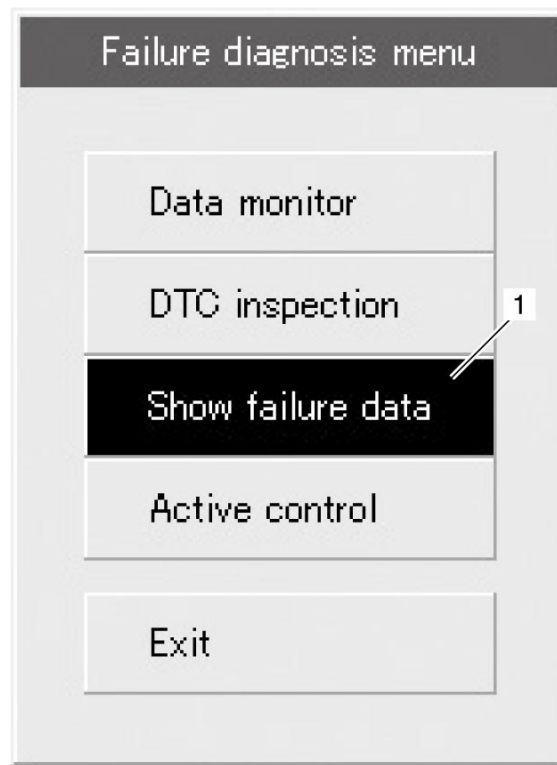 Failure diagnosis menu
Data monitor
DTC inspection
1
Show failure data
Active control
Exit